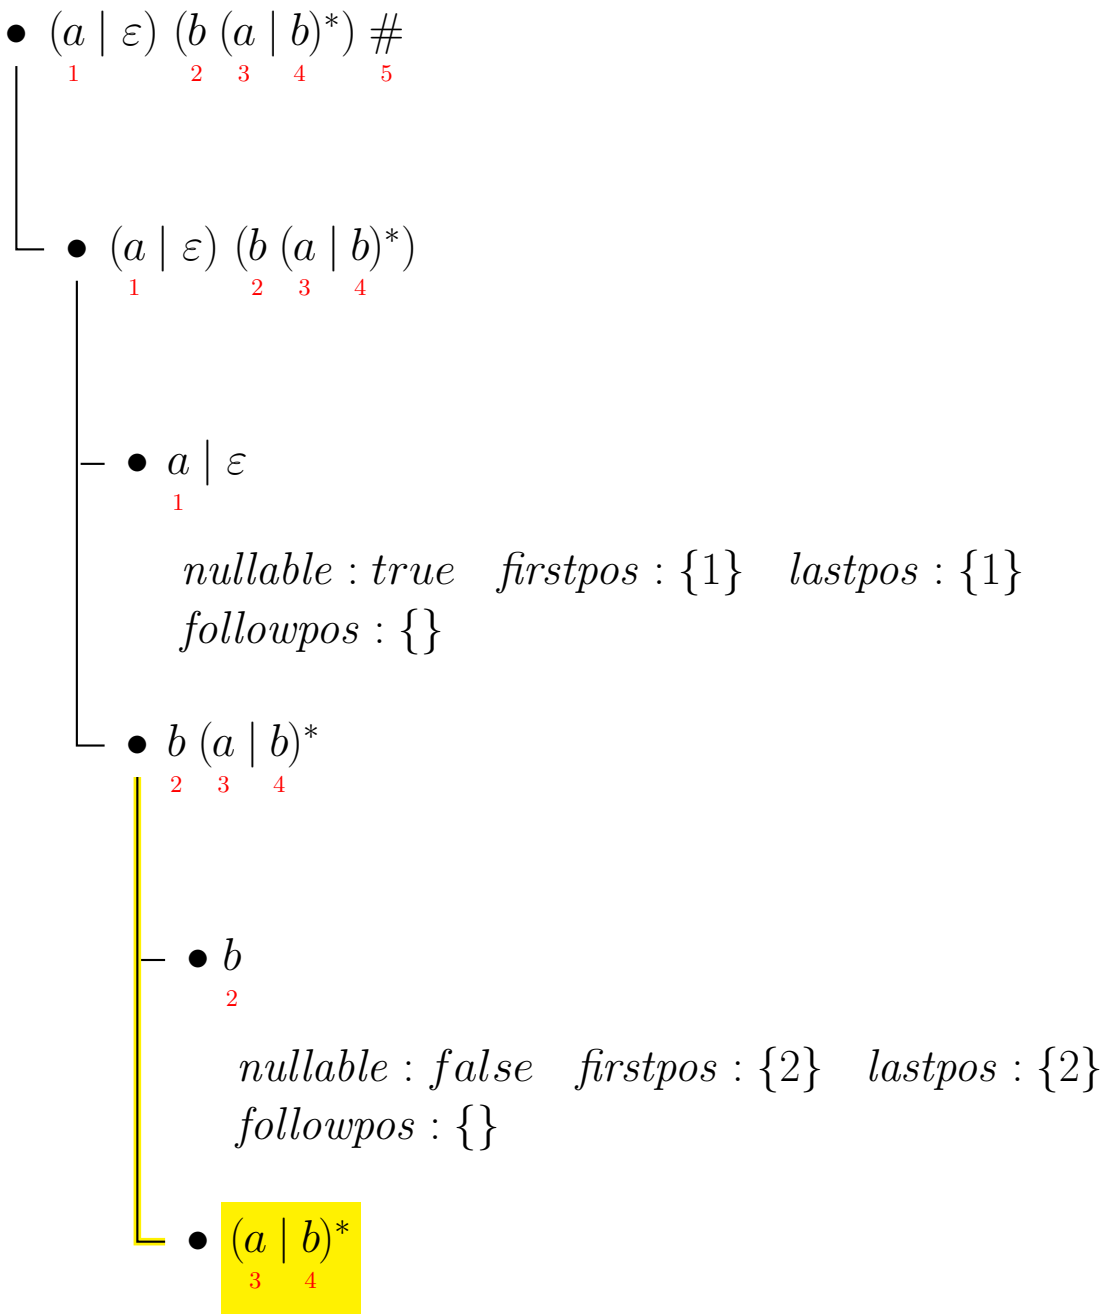 • (a | ε) (b (a | b)*) #
1 2 3 4 5
• (a | ε) (b (a | b)*)
1 2 3 4
• a | ε
1
nullable : true firstpos : {1} lastpos : {1}
followpos : {}
• b (a | b)*
2 3 4
• b
2
nullable : false firstpos : {2} lastpos : {2}
followpos : {}
• (a | b)*
3 4